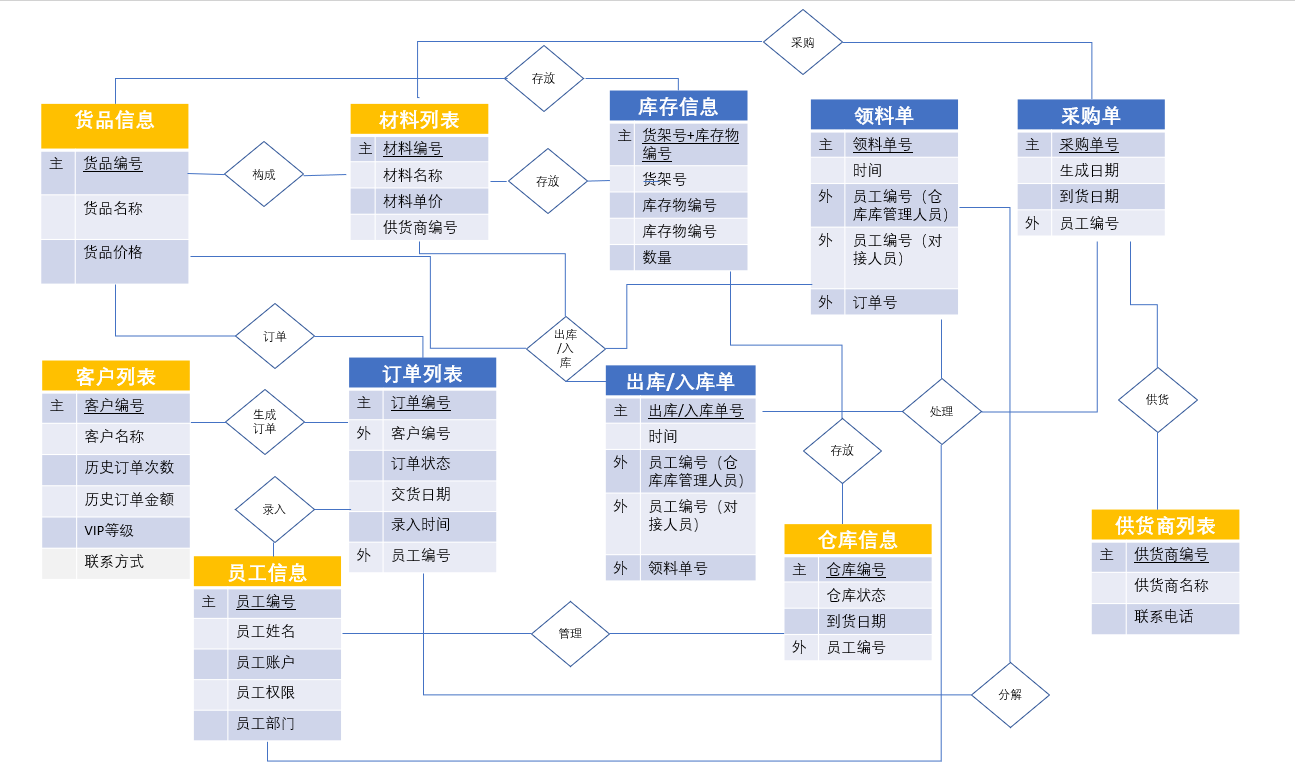 采购
存放
货品信息
主 货品编号
货品名称
货品价格
构成
材料列表
主 材料编号
材料名称
材料单价
供货商编号
存放
库存信息
主 货架号+库存物
编号
货架号
库存物编号
库存物编号
数量
领料单
主 领料单号
时间
外 员工编号（仓
库库管理人员）
外 员工编号（对
接人员）
外 订单号
采购单
主 采购单号
生成日期
到货日期
外 员工编号
订单
出库
/入
库
客户列表
主 客户编号
客户名称
历史订单次数
历史订单金额
VIP等级
联系方式
生成
订单
录入
订单列表
主 订单编号
外 客户编号
订单状态
交货日期
录入时间
外 员工编号
出库/入库单
主 出库/入库单号
时间
外 员工编号（仓
库库管理人员）
外 员工编号（对
接人员）
外 领料单号
处理
供货
存放
仓库信息
主 仓库编号
仓库状态
到货日期
外 员工编号
供货商列表
主 供货商编号
供货商名称
联系电话
员工信息
主 员工编号
员工姓名
员工账户
员工权限
员工部门
管理
分解